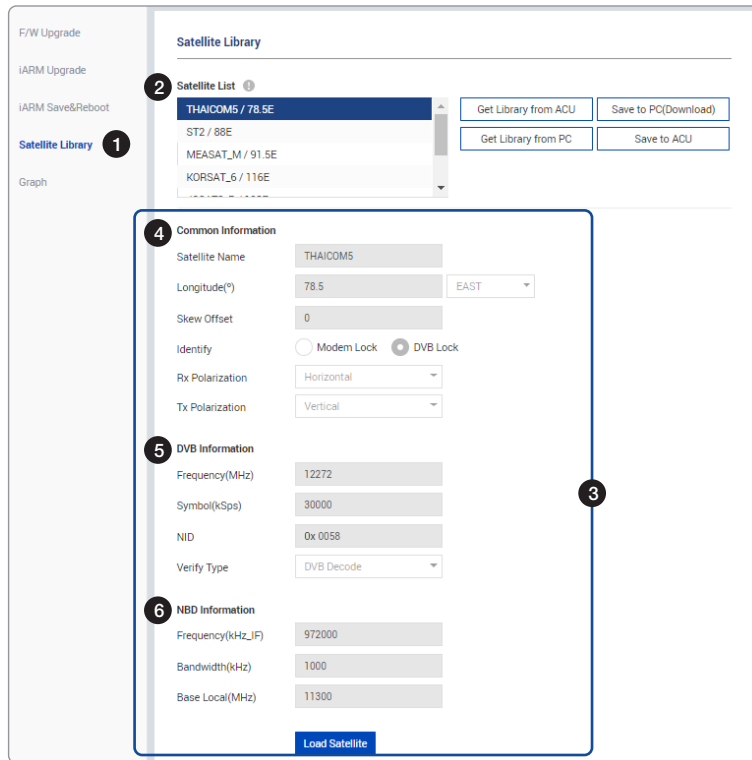 F/W Upgrade
iARM Upgrade
iARM Save&Reboot
Satellite Library 1
Graph
Satellite Library
2 Satellite List !
THAICOM5 / 78.5E
ST2 / 88E
MEASAT_M / 91.5E
KORSAT_6 / 116E
Get Library from ACU Save to PC(Download)
Get Library from PC Save to ACU
3
4 Common Information
Satellite Name THAICOM5
Longitude(º) 78.5 EAST
Skew Offset 0
Identify Modem Lock DVB Lock
Rx Polarization Horizontal
Tx Polarization Vertical
5 DVB Information
Frequency(MHz) 12272
Symbol(kSps) 30000
NID 0x 0058
Verify Type DVB Decode
6 NBD Information
Frequency(kHz_IF) 972000
Bandwidth(kHz) 1000
Base Local(MHz) 11300
Load Satellite